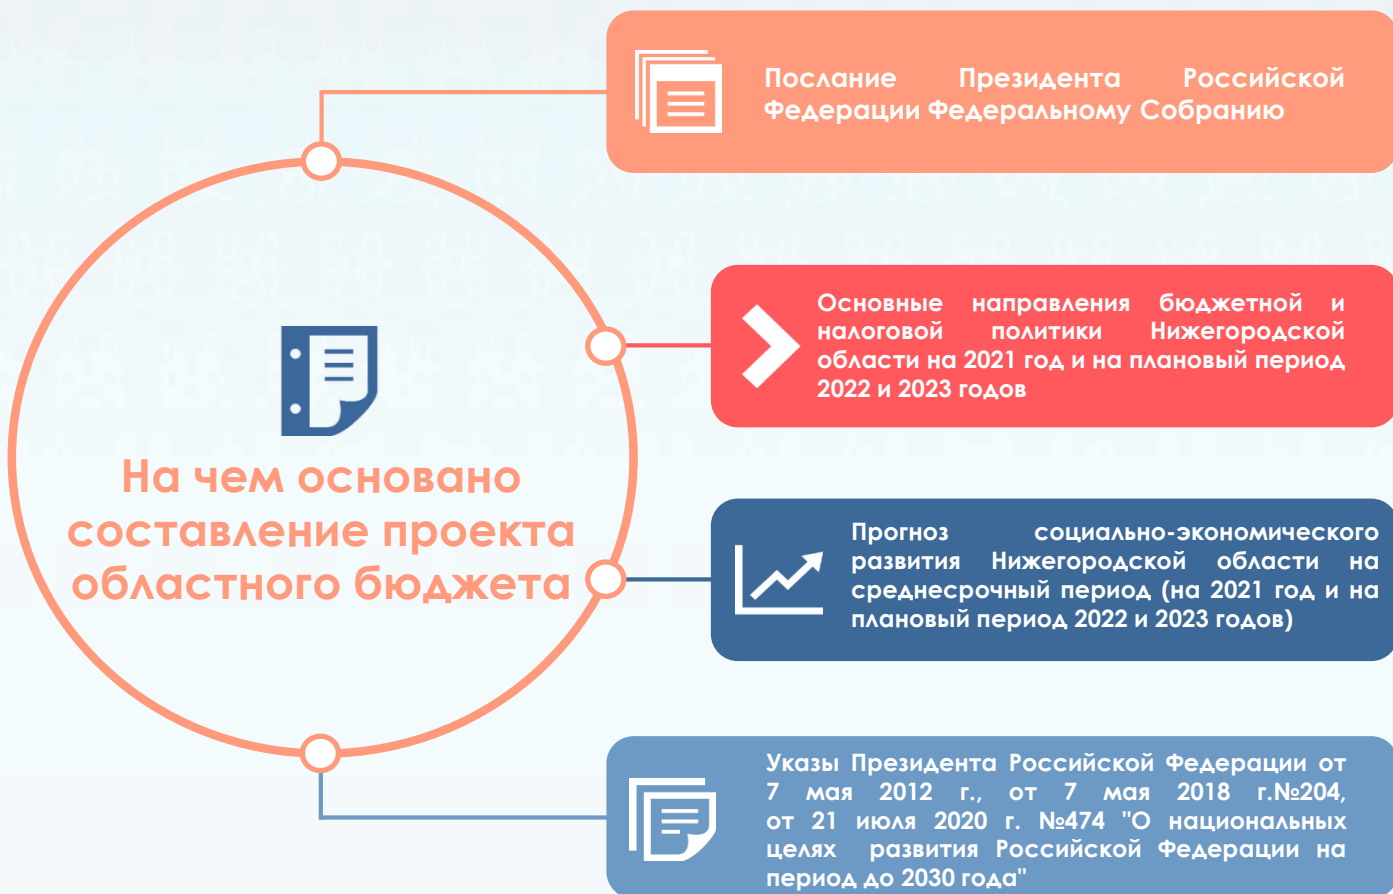 Послание Президента Российской
Федерации Федеральному Собранию
Основные направления бюджетной и
налоговой политики Нижегородской
области на 2021 год и на плановый период
2022 и 2023 годов
На чем основано
составление проекта
областного бюджета
Прогноз социально-экономического
развития Нижегородской области на
среднесрочный период (на 2021 год и на
плановый период 2022 и 2023 годов)
Указы Президента Российской Федерации от
7 мая 2012 г., от 7 мая 2018 г.№204,
от 21 июля 2020 г. №474 "О национальных
целях развития Российской Федерации на
период до 2030 года"